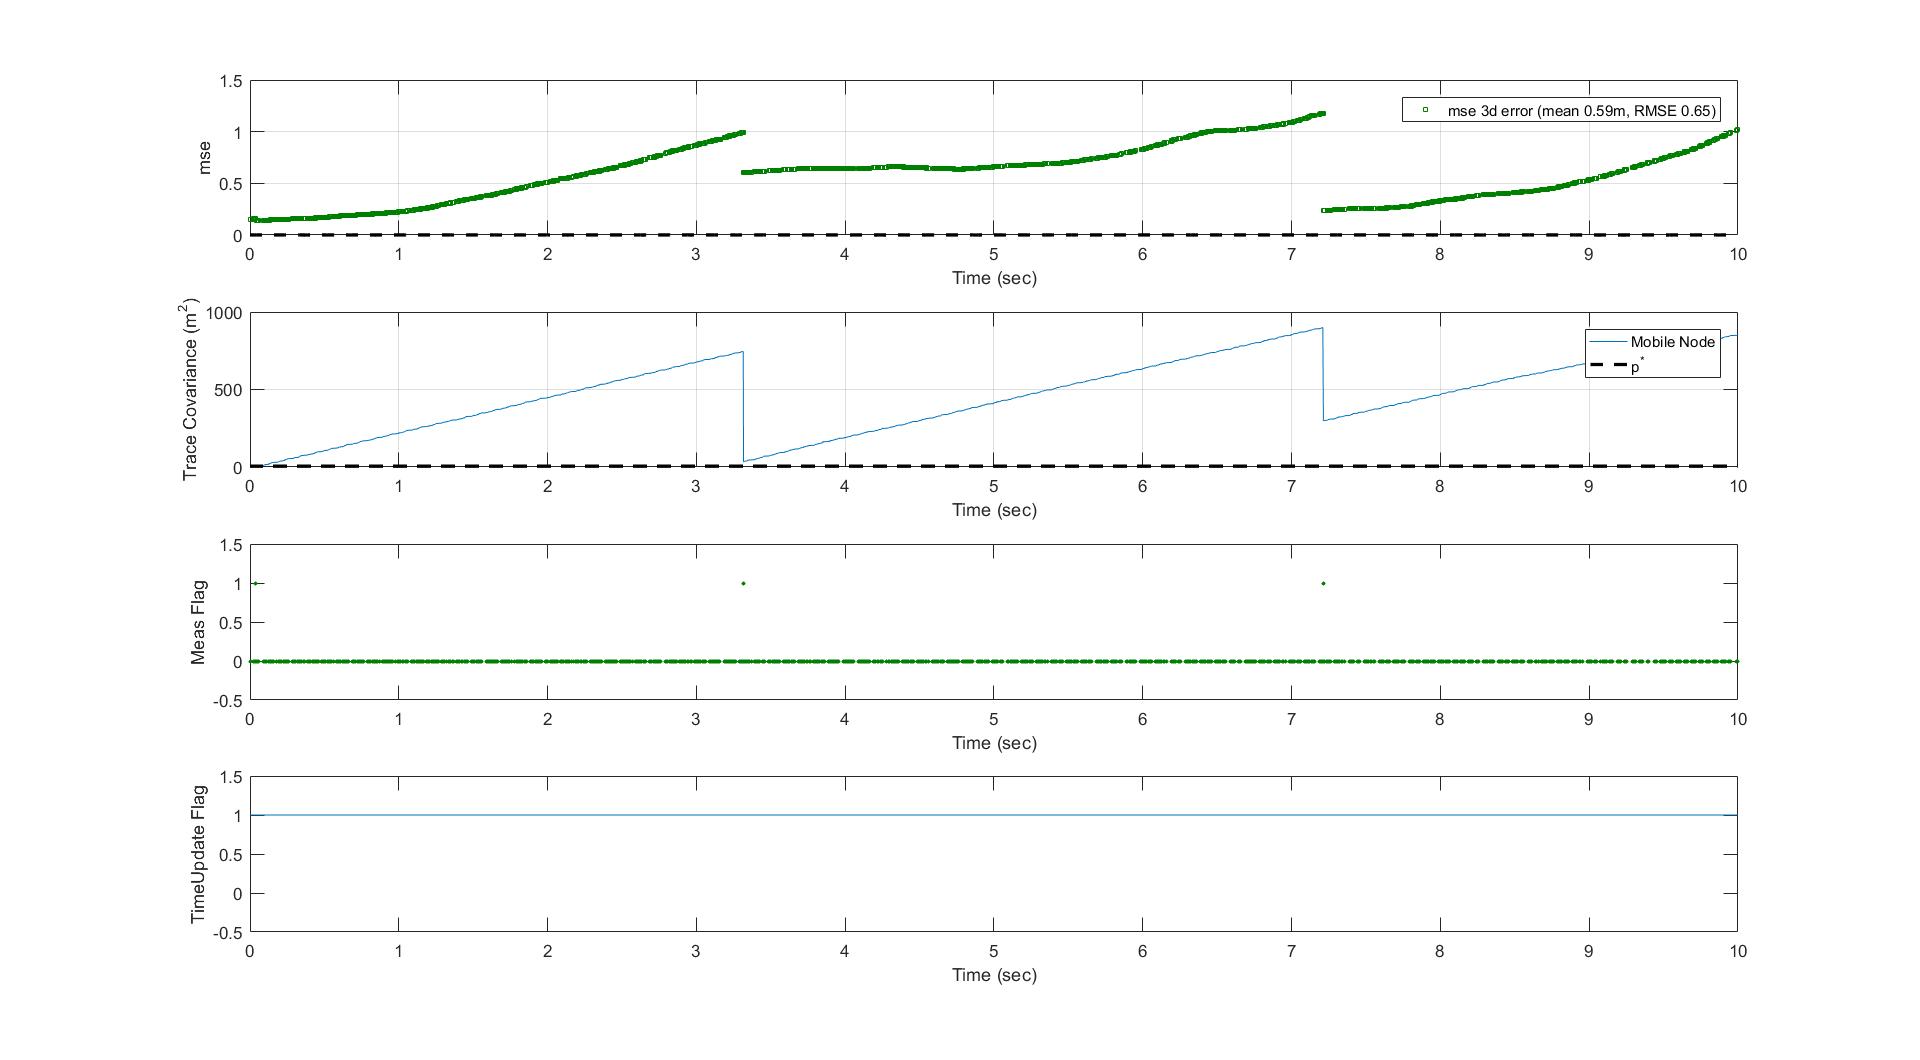 1.5
1
0.5
0
mse
mse 3d error (mean 0.59m, RMSE 0.65)
0 1 2 3 4 5 6 7 8 9 10
Time (sec)
1000
500
0
Trace Covariance (m²)
Mobile Node
p*
0 1 2 3 4 5 6 7 8 9 10
Time (sec)
1.5
1
0.5
0
-0.5
Meas Flag
0 1 2 3 4 5 6 7 8 9 10
Time (sec)
1.5
1
0.5
0
-0.5
TimeUpdate Flag
0 1 2 3 4 5 6 7 8 9 10
Time (sec)